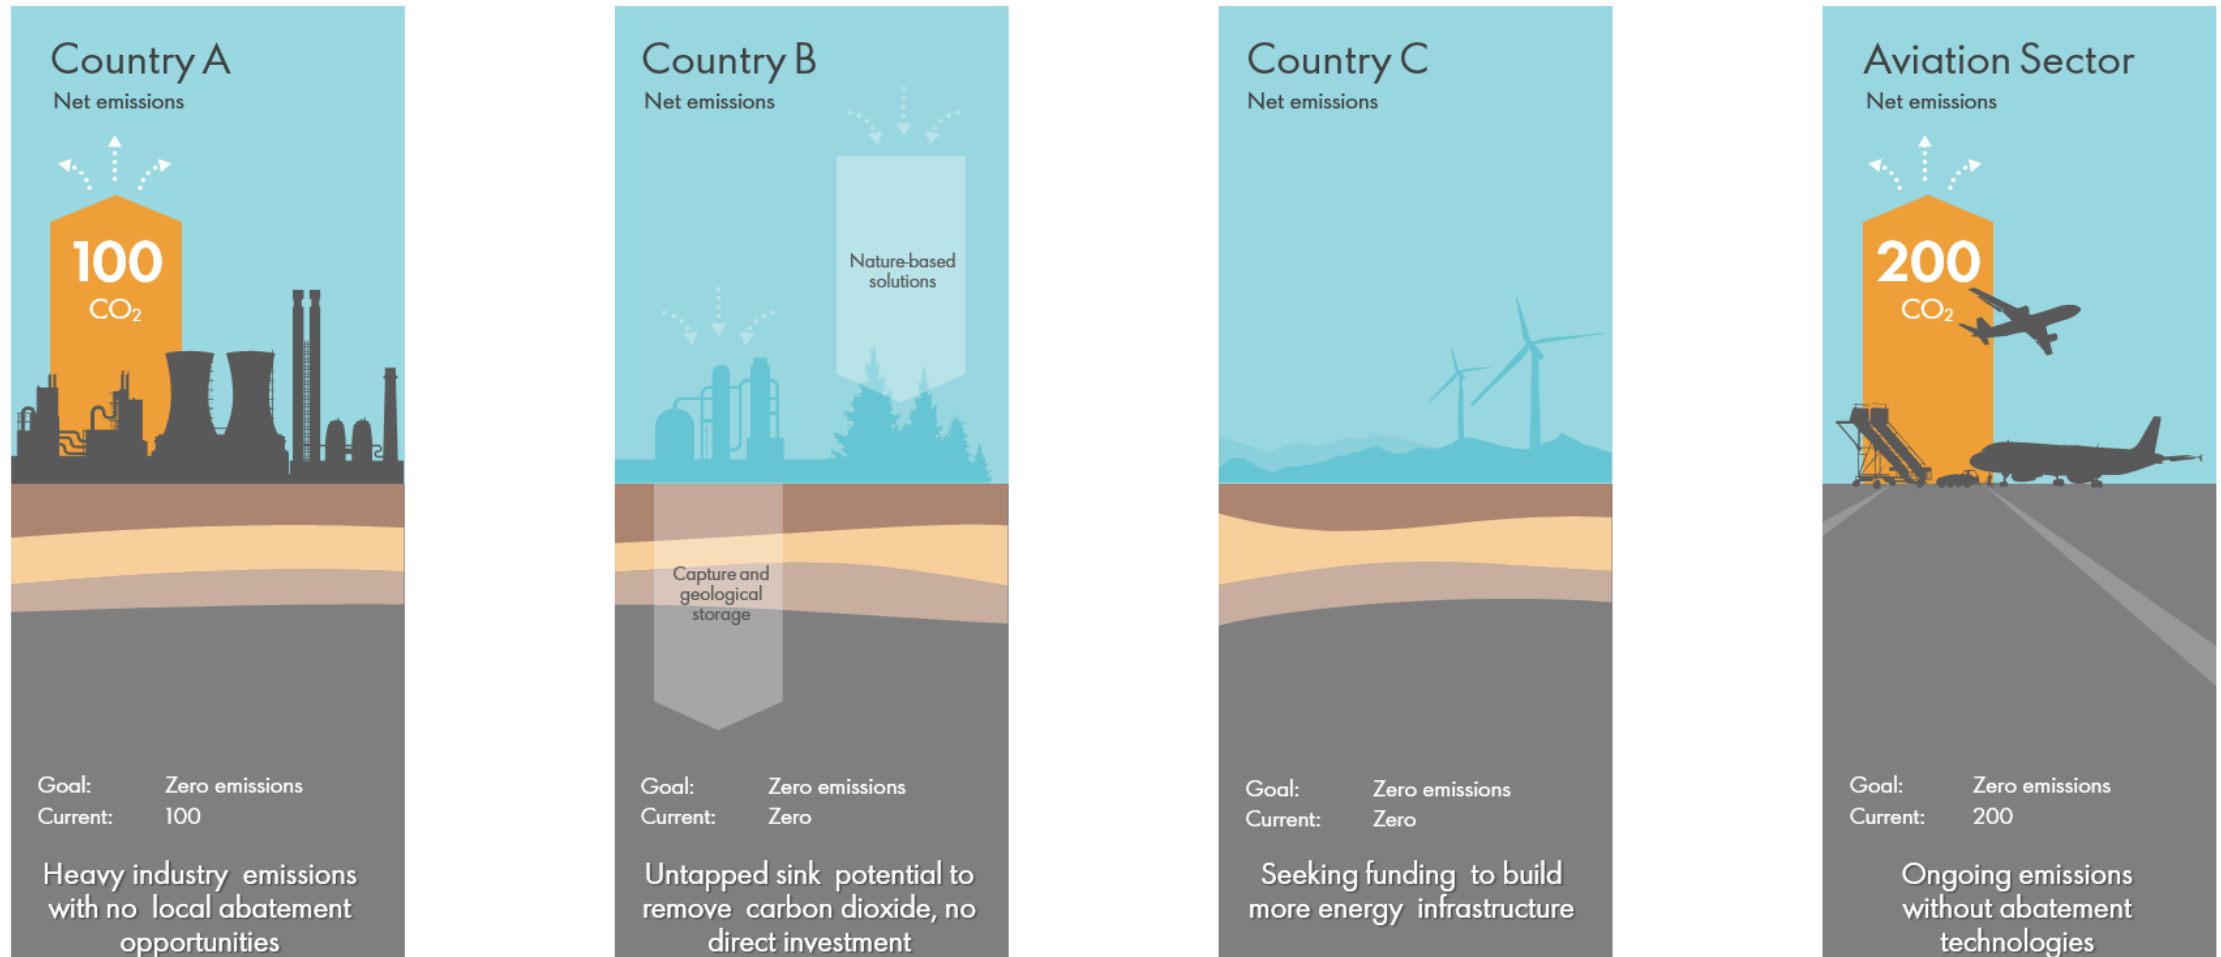 Country A
Net emissions
100
CO₂
Goal: Zero emissions
Current: 100
Heavy industry emissions
with no local abatement
opportunities
Country B
Net emissions
Nature-based
solutions
Capture and
geological
storage
Goal: Zero emissions
Current: Zero
Untapped sink potential to
remove carbon dioxide, no
direct investment
Country C
Net emissions
Goal: Zero emissions
Current: Zero
Seeking funding to build
more energy infrastructure
Aviation Sector
Net emissions
200
CO₂
Goal: Zero emissions
Current: 200
Ongoing emissions
without abatement
technologies